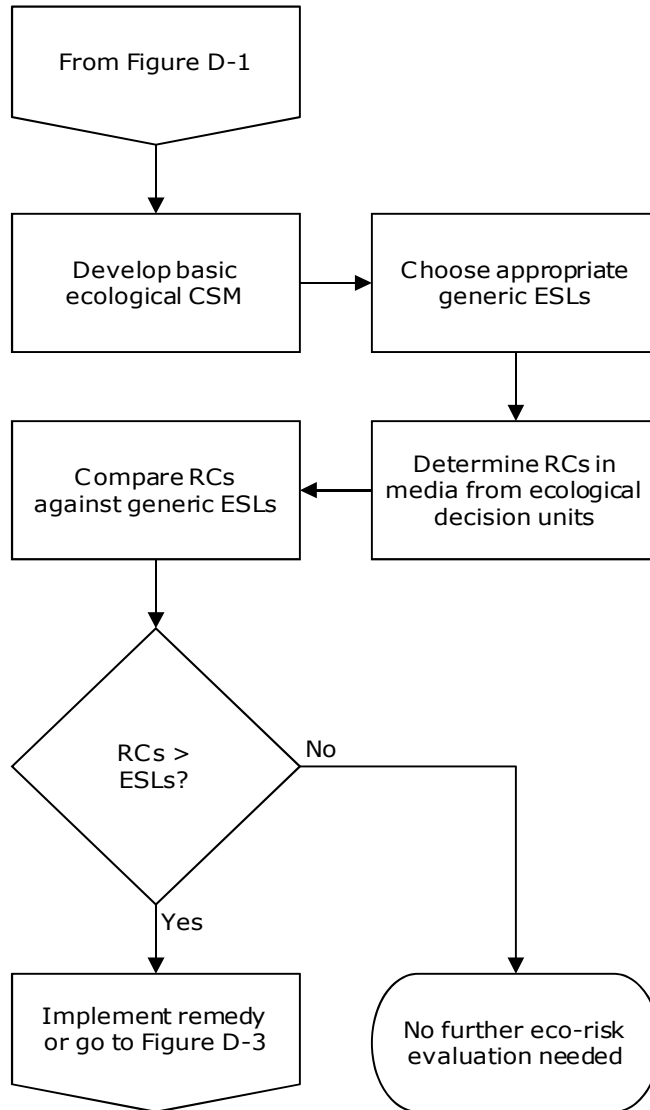 From Figure D-1
Develop basic
ecological CSM
Choose appropriate
generic ESLs
Determine RCs in
media from ecological
decision units
Compare RCs
against generic ESLs
RCs >
ESLs?
No
Yes
Implement remedy
or go to Figure D-3
No further eco-risk
evaluation needed